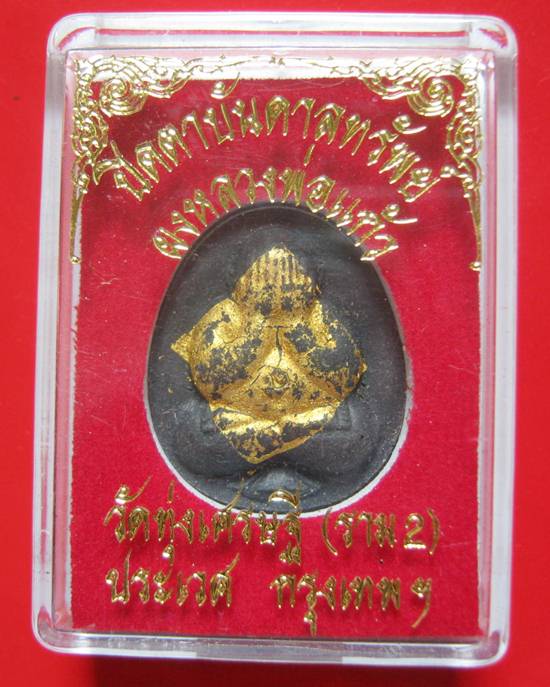 ปิดตาบันดาลทรัพย์
ผงหลวงพ่อแก้ว
วัดทุ่งเศรษฐี (ราม 2)
ประเวศ กรุงเทพฯ